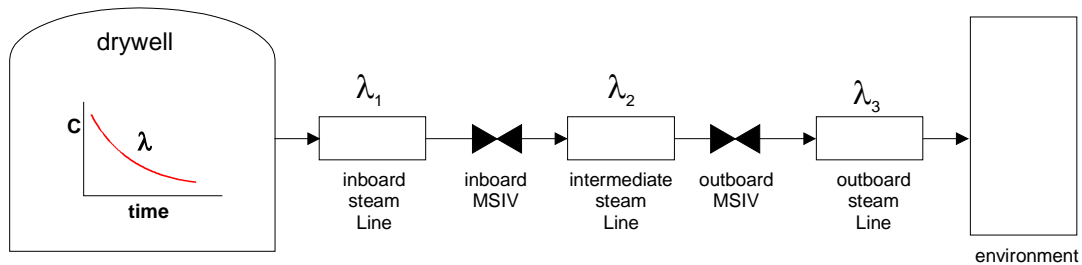 drywell
C
λ
time
λ1
λ2
λ3
inboard
steam
Line
inboard
MSIV
intermediate
steam
Line
outboard
MSIV
outboard
steam
Line
environment